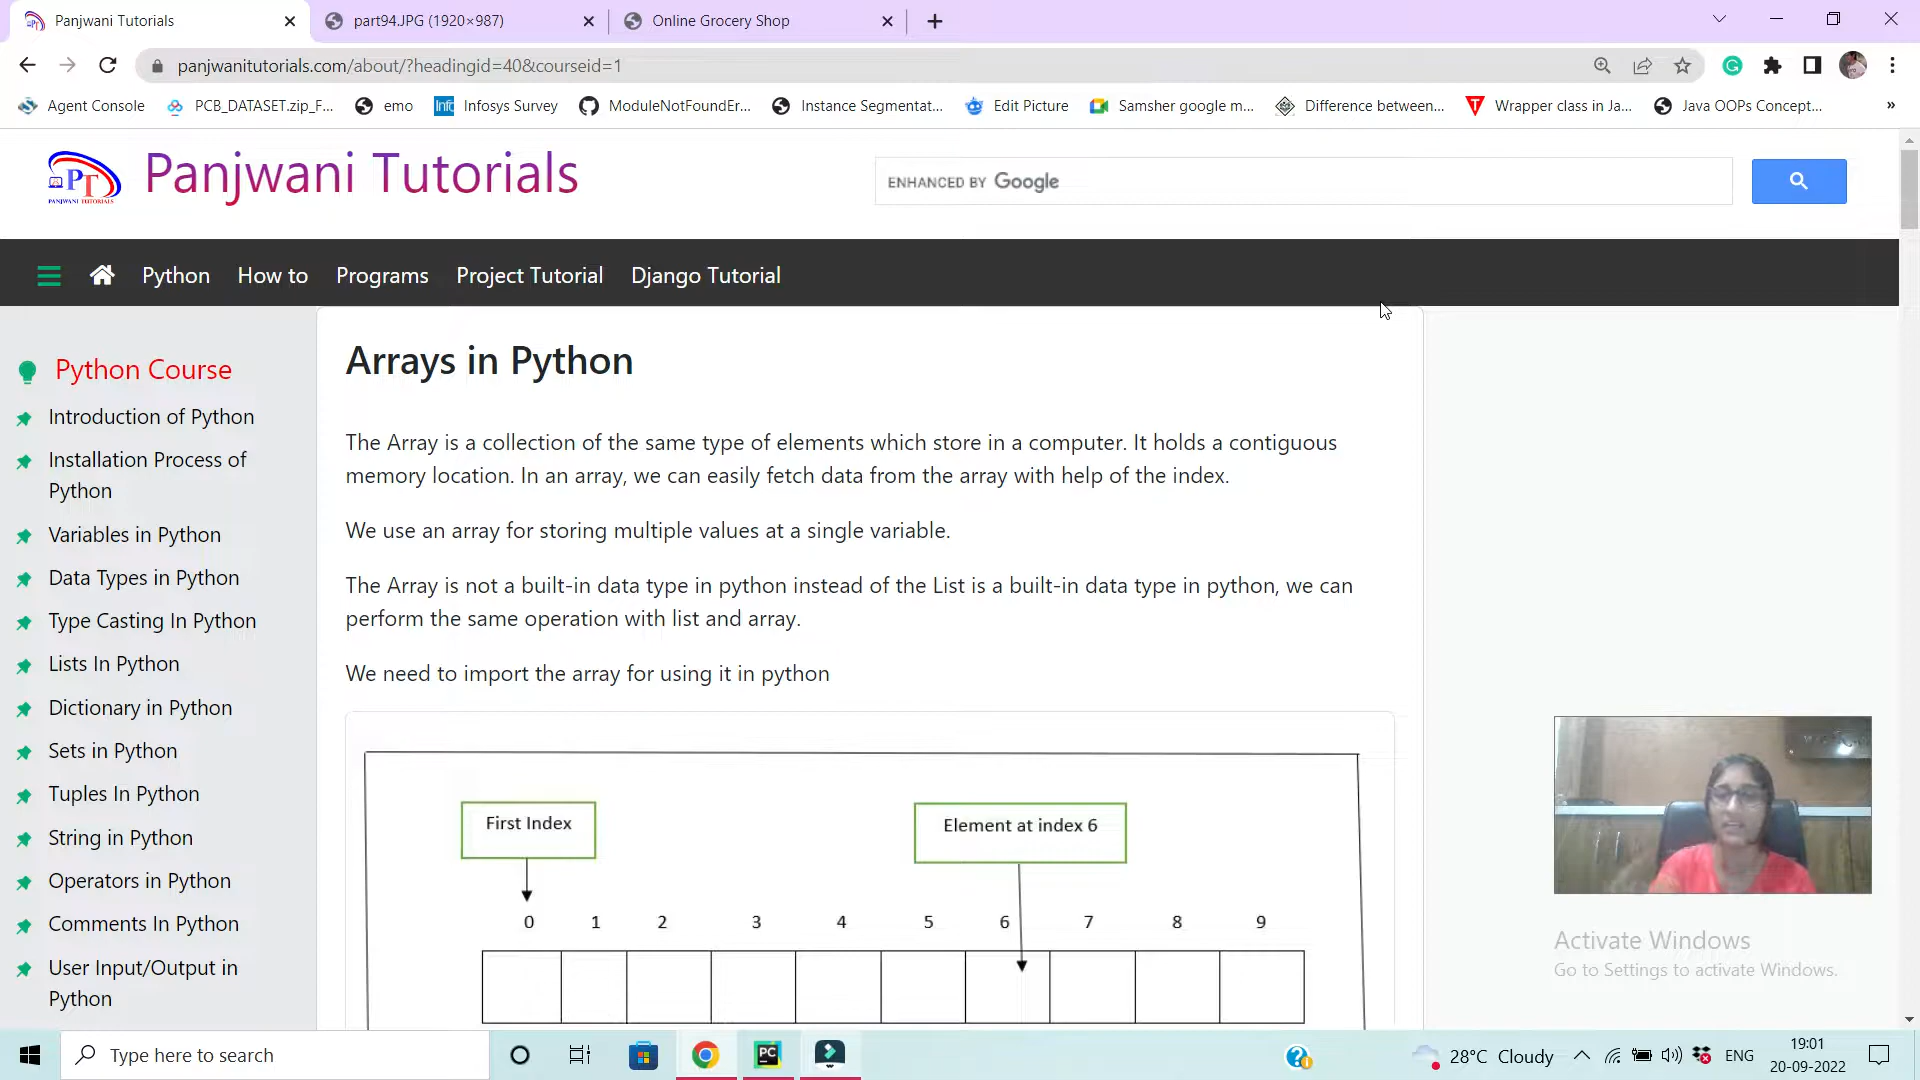 Panjwani Tutorials
part94.JPG (1920×987)
Online Grocery Shop
panjwanitutorials.com/about/?headingid=40&courseid=1
Agent Console
PCB_DATASET.zip_F...
emo
Infosys Survey
ModuleNotFoundEr...
Instance Segmentat...
Edit Picture
Samsher google m...
Difference between...
Wrapper class in Ja...
Java OOPs Concept...
»
PT
PANJWANI TUTORIALS
Panjwani Tutorials
ENHANCED BY Google
Python
How to
Programs
Project Tutorial
Django Tutorial
Python Course
Introduction of Python
Installation Process of
Python
Variables in Python
Data Types in Python
Type Casting In Python
Lists In Python
Dictionary in Python
Sets in Python
Tuples In Python
String in Python
Operators in Python
Comments In Python
User Input/Output in
Python
Arrays in Python
The Array is a collection of the same type of elements which store in a computer. It holds a contiguous
memory location. In an array, we can easily fetch data from the array with help of the index.
We use an array for storing multiple values at a single variable.
The Array is not a built-in data type in python instead of the List is a built-in data type in python, we can
perform the same operation with list and array.
We need to import the array for using it in python
First Index
Element at index 6
0 1 2 3 4 5 6 7 8 9
Activate Windows
Go to Settings to activate Windows.
Type here to search
PC
28°C Cloudy
ENG
19:01
20-09-2022